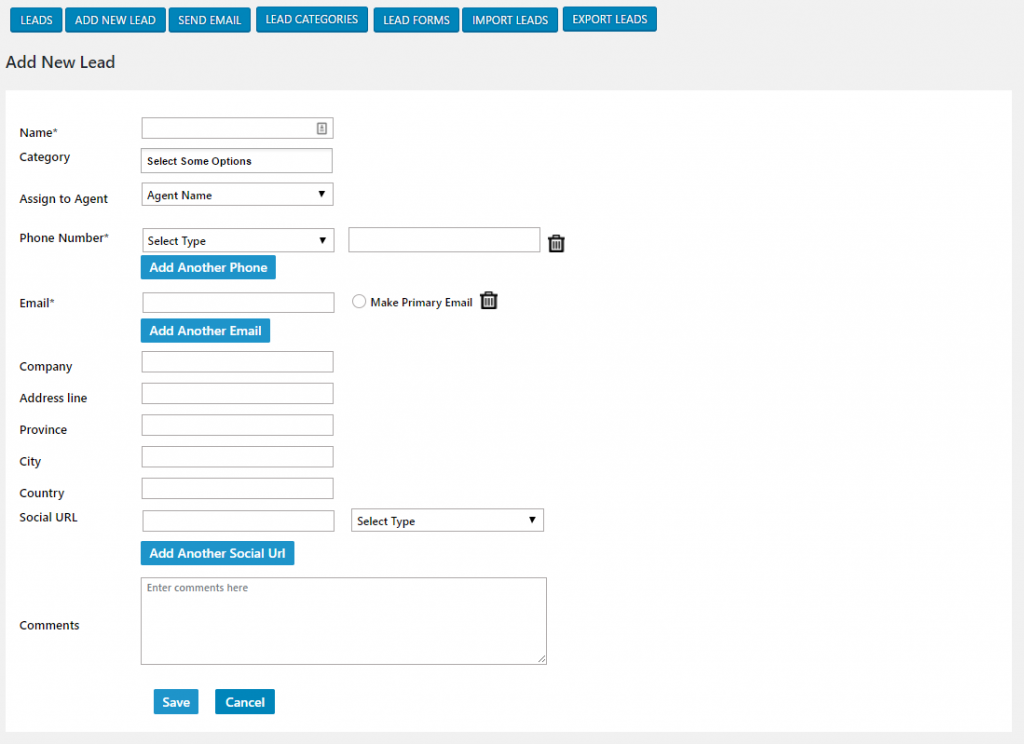 LEADS ADD NEW LEAD SEND EMAIL LEAD CATEGORIES LEAD FORMS IMPORT LEADS EXPORT LEADS
Add New Lead
Name*
Category Select Some Options
Assign to Agent Agent Name
Phone Number* Select Type
Add Another Phone
Email* Make Primary Email
Add Another Email
Company
Address line
Province
City
Country
Social URL Select Type
Add Another Social Url
Enter comments here
Comments
Save Cancel